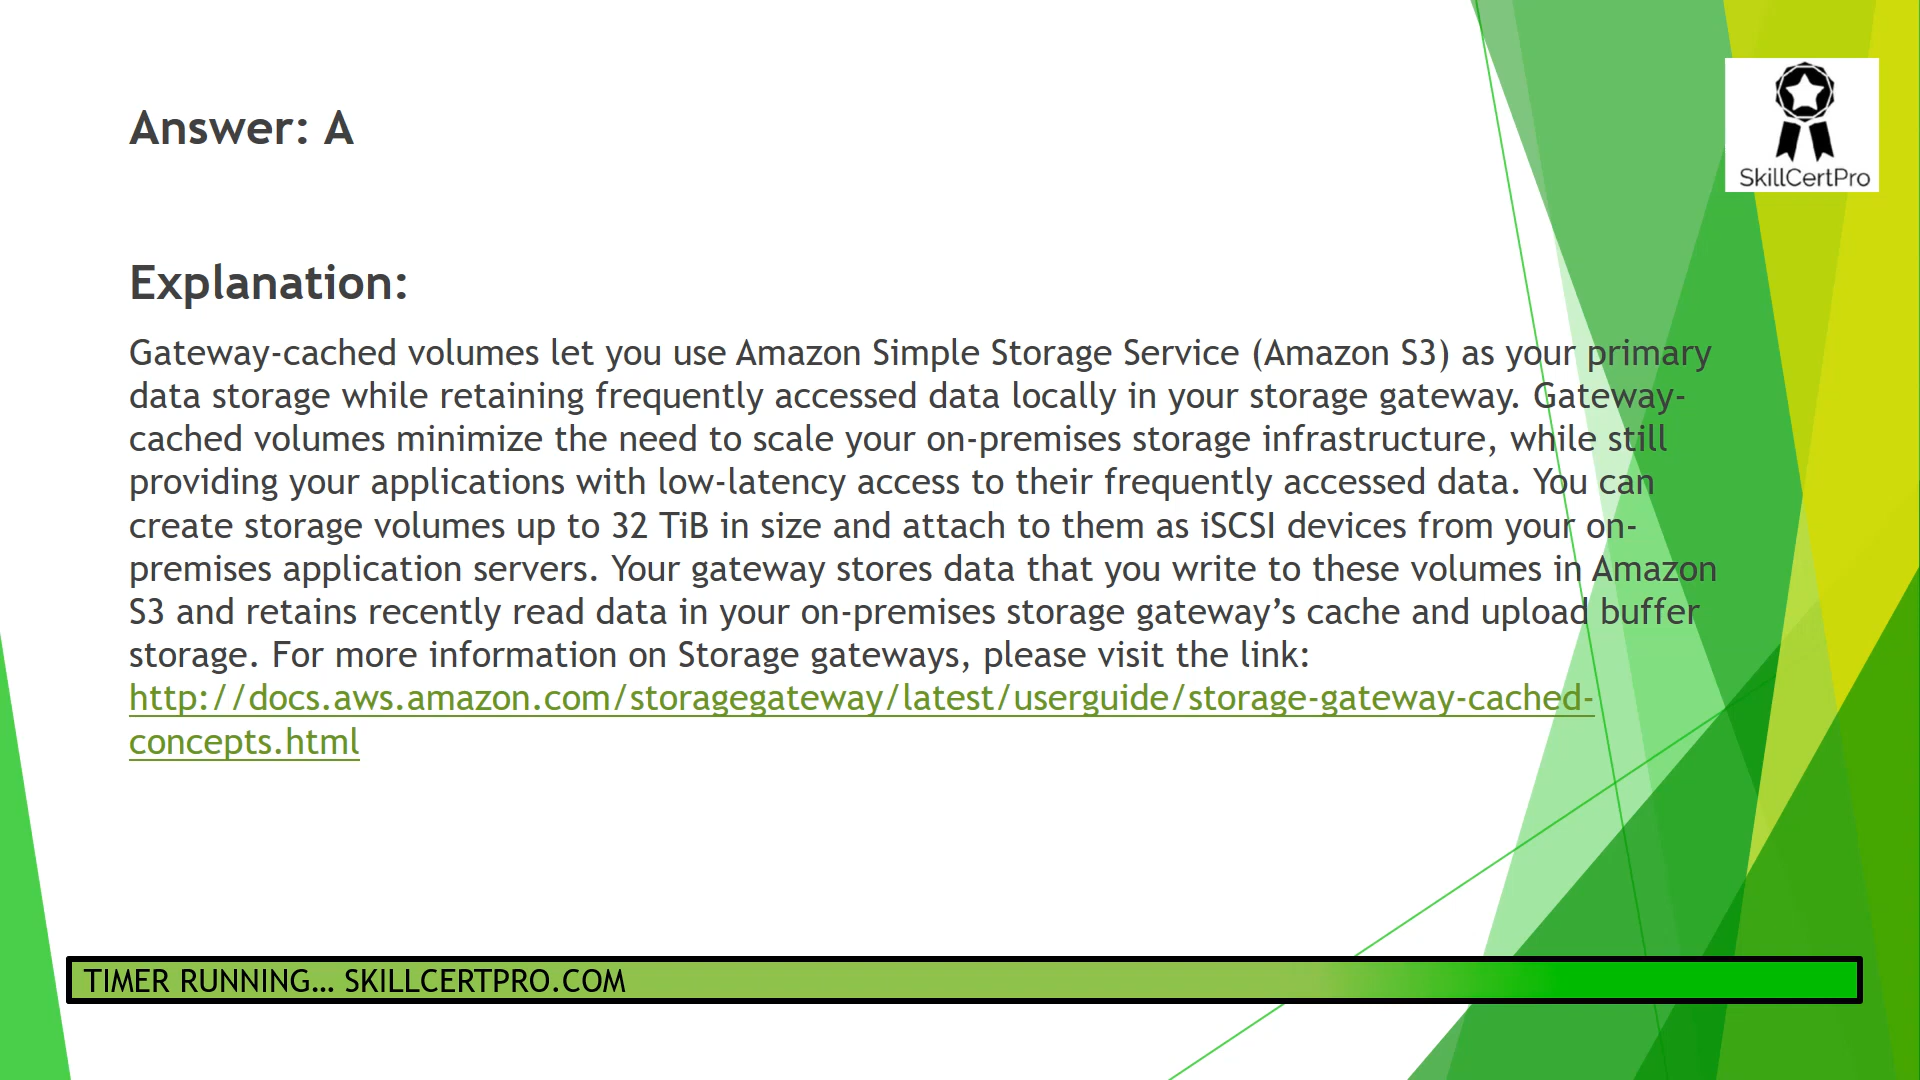 Answer: A
SkillCertPro
Explanation:
Gateway-cached volumes let you use Amazon Simple Storage Service (Amazon S3) as your primary
data storage while retaining frequently accessed data locally in your storage gateway. Gateway-
cached volumes minimize the need to scale your on-premises storage infrastructure, while still
providing your applications with low-latency access to their frequently accessed data. You can
create storage volumes up to 32 TiB in size and attach to them as iSCSI devices from your on-
premises application servers. Your gateway stores data that you write to these volumes in Amazon
S3 and retains recently read data in your on-premises storage gateway’s cache and upload buffer
storage. For more information on Storage gateways, please visit the link:
http://docs.aws.amazon.com/storagegateway/latest/userguide/storage-gateway-cached-
concepts.html
TIMER RUNNING… SKILLCERTPRO.COM